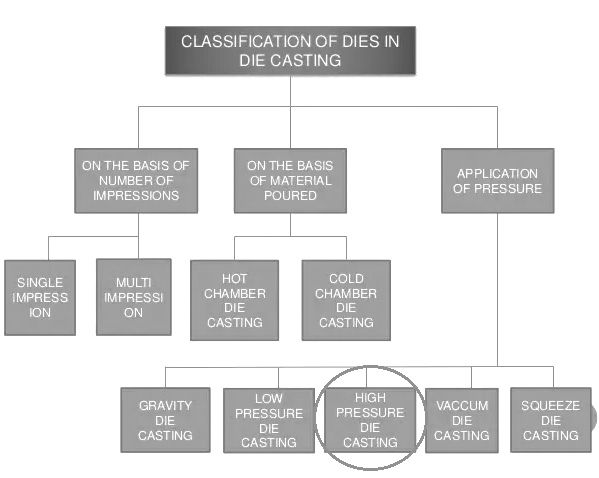 CLASSIFICATION OF DIES IN
DIE CASTING
ON THE BASIS OF
NUMBER OF
IMPRESSIONS
ON THE BASIS
OF MATERIAL
POURED
APPLICATION
OF PRESSURE
SINGLE
IMPRESS
ION
MULTI
IMPRESSI
ON
HOT
CHAMBER
DIE
CASTING
COLD
CHAMBER
DIE
CASTING
GRAVITY
DIE
CASTING
LOW
PRESSURE
DIE
CASTING
HIGH
PRESSURE
DIE
CASTING
VACCUM
DIE
CASTING
SQUEEZE
DIE
CASTING